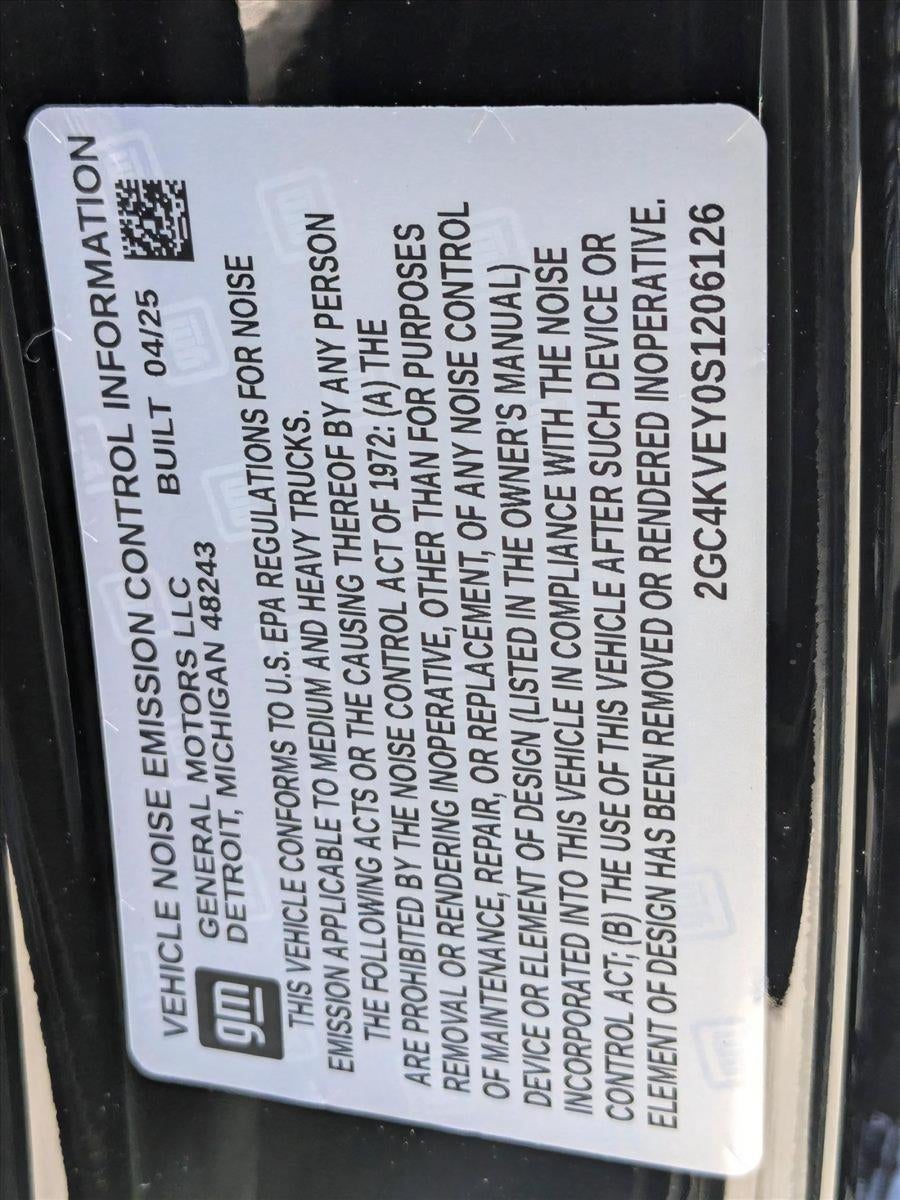 VEHICLE NOISE EMISSION CONTROL INFORMATION
gm
GENERAL MOTORS LLC BUILT 04/25
DETROIT, MICHIGAN 48243
THIS VEHICLE CONFORMS TO U.S. EPA REGULATIONS FOR NOISE
EMISSION APPLICABLE TO MEDIUM AND HEAVY TRUCKS.
THE FOLLOWING ACTS OR THE CAUSING THEREOF BY ANY PERSON
ARE PROHIBITED BY THE NOISE CONTROL ACT OF 1972: (A) THE
REMOVAL OR RENDERING INOPERATIVE, OTHER THAN FOR PURPOSES
OF MAINTENANCE, REPAIR, OR REPLACEMENT, OF ANY NOISE CONTROL
DEVICE OR ELEMENT OF DESIGN (LISTED IN THE OWNER'S MANUAL)
INCORPORATED INTO THIS VEHICLE IN COMPLIANCE WITH THE NOISE
CONTROL ACT; (B) THE USE OF THIS VEHICLE AFTER SUCH DEVICE OR
ELEMENT OF DESIGN HAS BEEN REMOVED OR RENDERED INOPERATIVE.
2GC4KVEY0S1206126